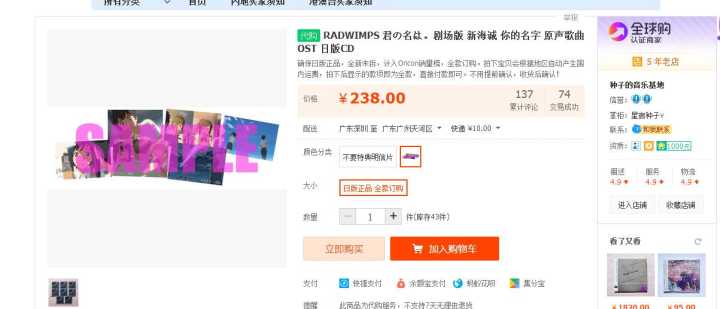 所有分类
首页
内地买家须知
港澳台买家须知
举报
代购 RADWIMPS 君の名は。剧场版 新海诚 你的名字 原声歌曲
OST 日版CD
确保日版正品，全新未拆，计入Oricon销量榜，全款订购。拍下宝贝会根据地区自动产生国
内运费，拍下后显示的款项即为全款，直接付款即可。不用提前确认，收货后确认！
价格
¥238.00
137
累计评论
74
交易成功
配送
广东深圳 至 广东广州天河区
快递 ¥10.00
颜色分类
不要特典明信片
大小
日版正品 全款订购
数量
1
件(库存43件)
立即购买
加入购物车
支付
快捷支付
余额宝支付
蚂蚁花呗
集分宝
提醒
此商品为代购服务，不支持7天无理由退货
SAMPLE
全球购
认证商家
5 年老店
种子的音乐基地
信誉：
掌柜：星宿种子
联系：
和我联系
资质：
1000元
描述
服务
物流
4.9
4.9
4.9
进入店铺
收藏店铺
看了又看
¥1830.00
¥95.00